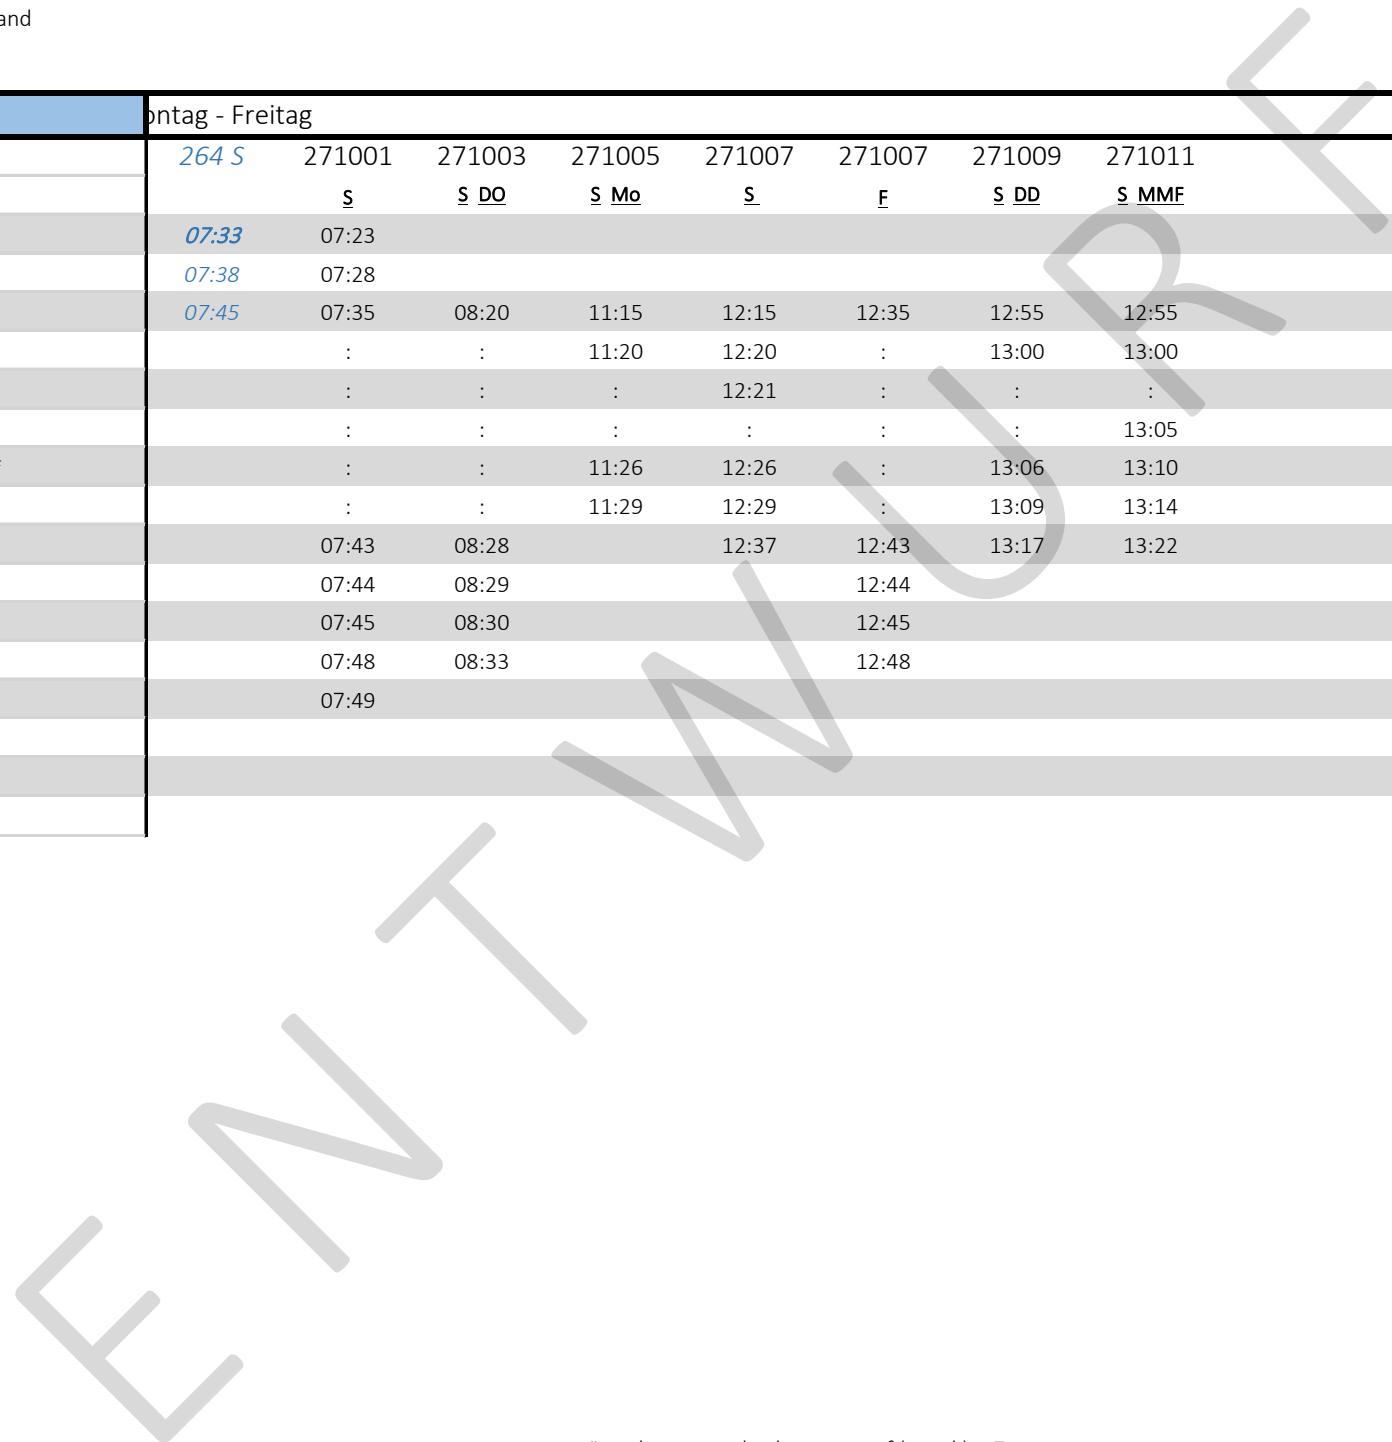 and
ontag - Freitag
264 S 271001 271003 271005 271007 271007 271009 271011
S S DO S Mo S F S DD S MMF
07:33 07:23
07:38 07:28
07:45 07:35 08:20 11:15 12:15 12:35 12:55 12:55
: : 11:20 12:20 : 13:00 13:00
: : : 12:21 : : :
: : : : : : 13:05
: : 11:26 12:26 : 13:06 13:10
: : 11:29 12:29 : 13:09 13:14
07:43 08:28 12:37 12:43 13:17 13:22
07:44 08:29 12:44
07:45 08:30 12:45
07:48 08:33 12:48
07:49
ENTWURF